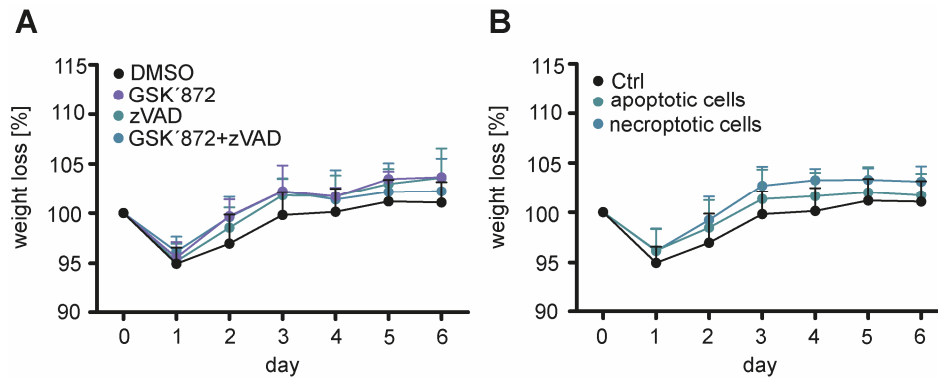 A
weight loss [%]
115
110
105
100
95
90
DMSO
GSK´872
zVAD
GSK´872+zVAD
0 1 2 3 4 5 6
day
B
weight loss [%]
115
110
105
100
95
90
Ctrl
apoptotic cells
necroptotic cells
0 1 2 3 4 5 6
day